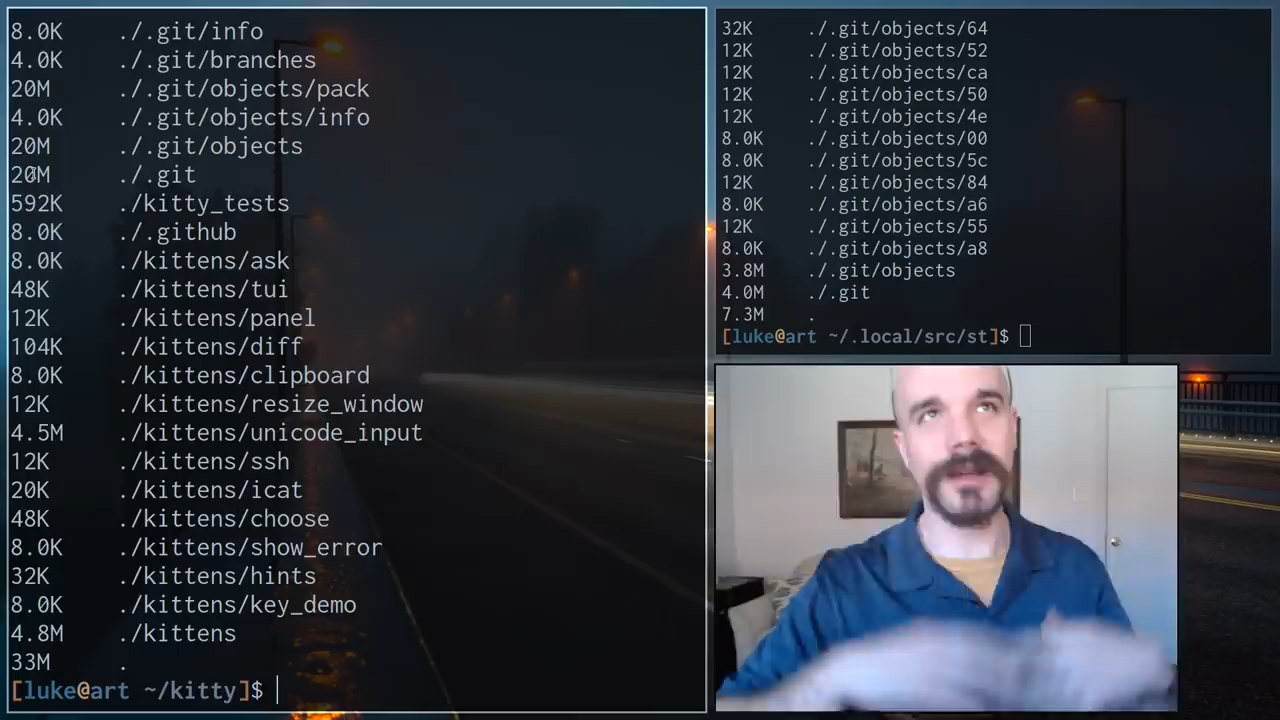 8.0K ./.git/info
4.0K ./.git/branches
20M ./.git/objects/pack
4.0K ./.git/objects/info
20M ./.git/objects
20M ./.git
592K ./kitty_tests
8.0K ./.github
8.0K ./kittens/ask
48K ./kittens/tui
12K ./kittens/panel
104K ./kittens/diff
8.0K ./kittens/clipboard
12K ./kittens/resize_window
4.5M ./kittens/unicode_input
12K ./kittens/ssh
20K ./kittens/icat
48K ./kittens/choose
8.0K ./kittens/show_error
32K ./kittens/hints
8.0K ./kittens/key_demo
4.8M ./kittens
33M .
[luke@art ~/kitty]$
32K ./.git/objects/64
12K ./.git/objects/52
12K ./.git/objects/ca
12K ./.git/objects/50
12K ./.git/objects/4e
8.0K ./.git/objects/00
8.0K ./.git/objects/5c
12K ./.git/objects/84
8.0K ./.git/objects/a6
12K ./.git/objects/55
8.0K ./.git/objects/a8
3.8M ./.git/objects
4.0M ./.git
7.3M .
[luke@art ~/.local/src/st]$